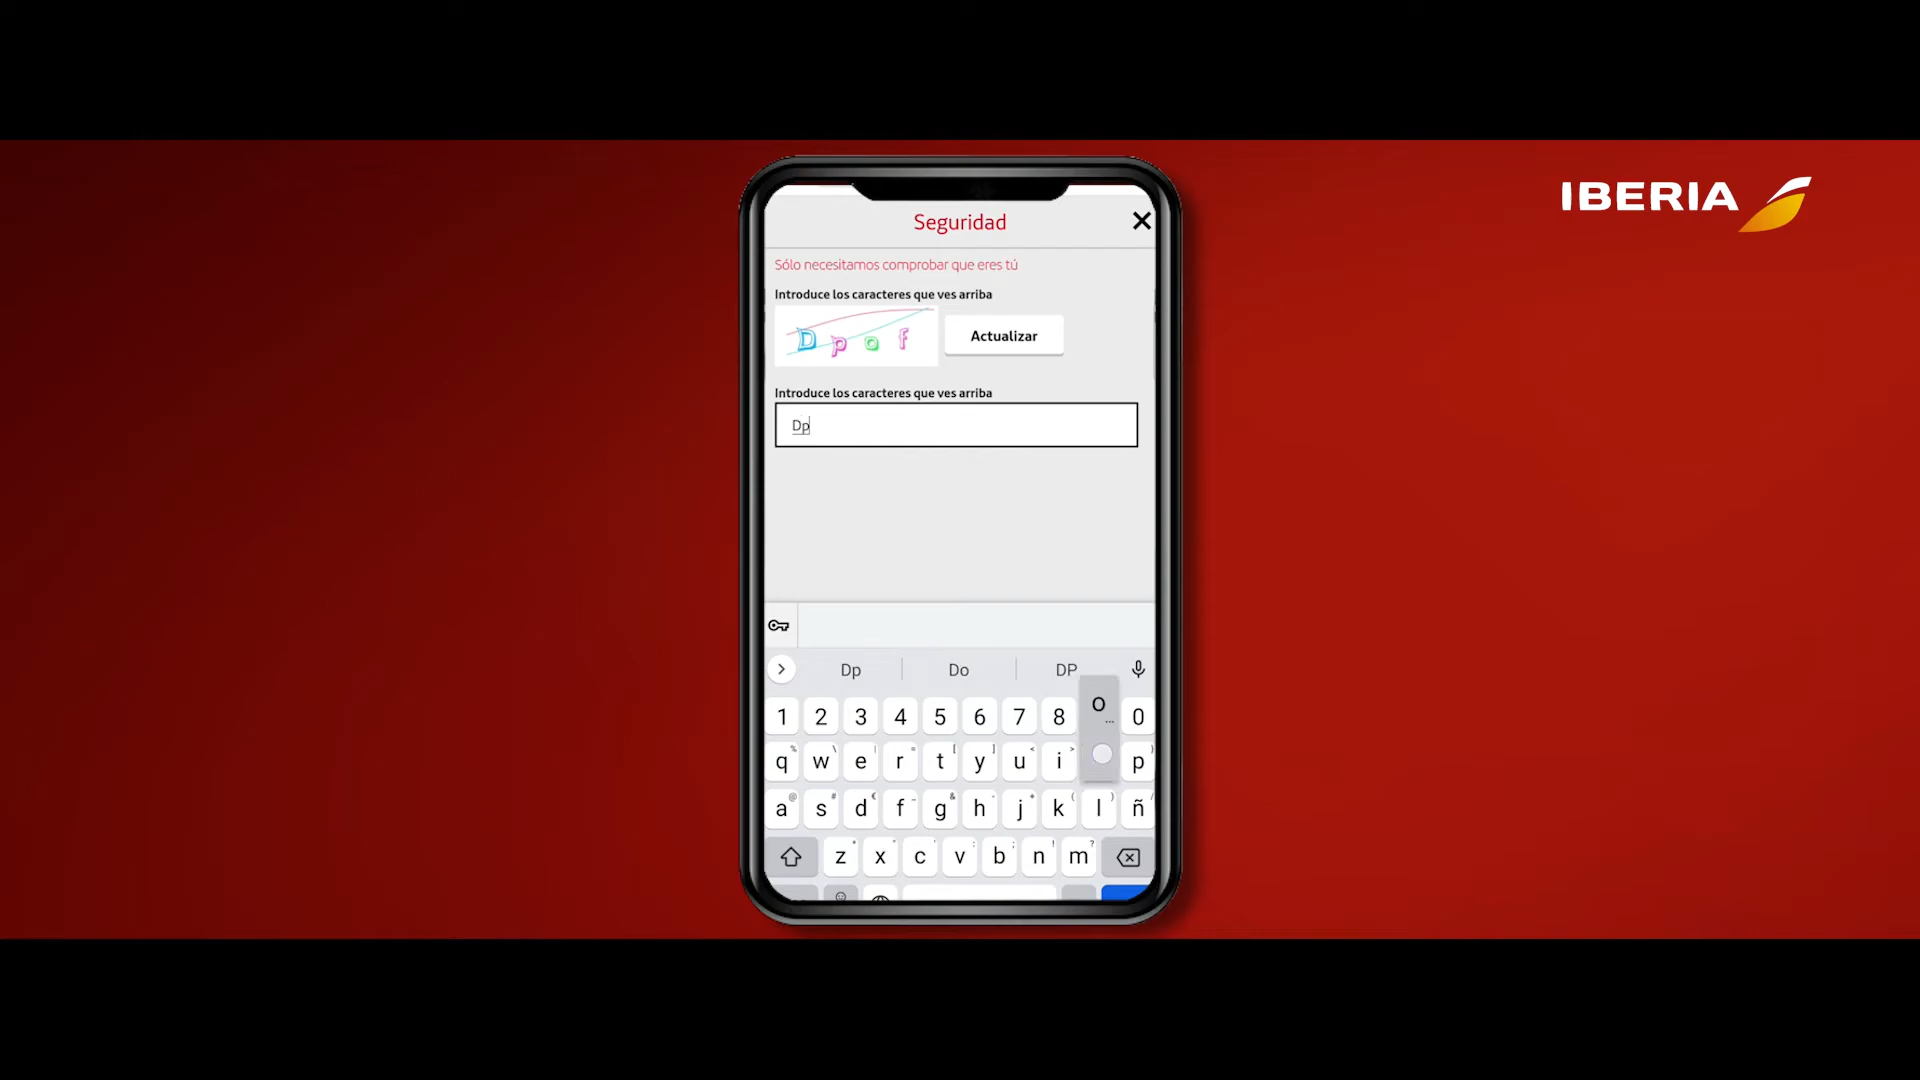 IBERIA
Seguridad
Sólo necesitamos comprobar que eres tú
Introduce los caracteres que ves arriba
D p o f
Actualizar
Introduce los caracteres que ves arriba
Dp
Dp Do DP
1 2 3 4 5 6 7 8 o 0
q w e r t y u i p
a s d f g h j k l ñ
z x c v b n m